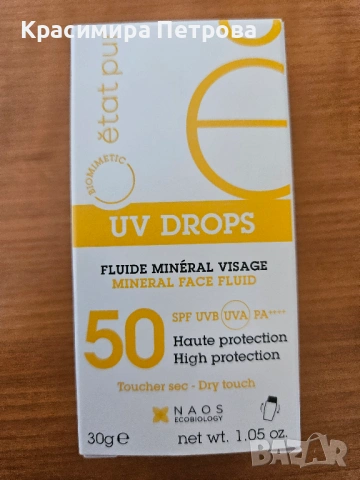 Красимира Петрова
état pur
BIOMIMETIC
UV DROPS
FLUIDE MINÉRAL VISAGE
MINERAL FACE FLUID
50
SPF UVB UVA PA****
Haute protection
High protection
Toucher sec - Dry touch
NAOS
ECOBIOLOGY
30g℮ net wt. 1.05 oz.
BAZAR